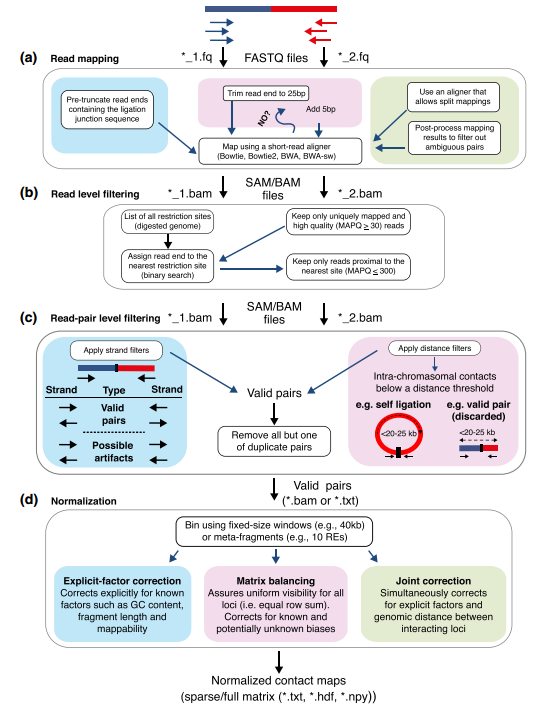 *_1.fq FASTQ files *_2.fq
(a) Read mapping
Pre-truncate read ends
containing the ligation
junction sequence
Trim read end to 25bp
NO?
Add 5bp
Map using a short-read aligner
(Bowtie, Bowtie2, BWA, BWA-sw)
Use an aligner that
allows split mappings
Post-process mapping
results to filter out
ambiguous pairs
(b) Read level filtering
*_1.bam SAM/BAM *_2.bam
files
List of all restriction sites
(digested genome)
Keep only uniquely mapped and
high quality (MAPQ ≥ 30) reads
Assign read end to the
nearest restriction site
(binary search)
Keep only reads proximal to the
nearest site (MAPQ ≤ 300)
(c) Read-pair level filtering
*_1.bam SAM/BAM *_2.bam
files
Apply strand filters
Strand Type Strand
Valid
pairs
Possible
artifacts
Valid pairs
Remove all but one
of duplicate pairs
Apply distance filters
Intra-chromosomal contacts
below a distance threshold
e.g. self ligation
<20-25 kb
e.g. valid pair
(discarded)
<20-25 kb
Valid pairs
(*.bam or *.txt)
(d) Normalization
Bin using fixed-size windows (e.g., 40kb)
or meta-fragments (e.g., 10 REs)
Explicit-factor correction
Corrects explicitly for known
factors such as GC content,
fragment length and
mappability
Matrix balancing
Assures uniform visibility for all
loci (i.e. equal row sum).
Corrects for known and
potentially unknown biases
Joint correction
Simultaneously corrects
for explicit factors and
genomic distance between
interacting loci
Normalized contact maps
(sparse/full matrix (*.txt, *.hdf, *.npy))